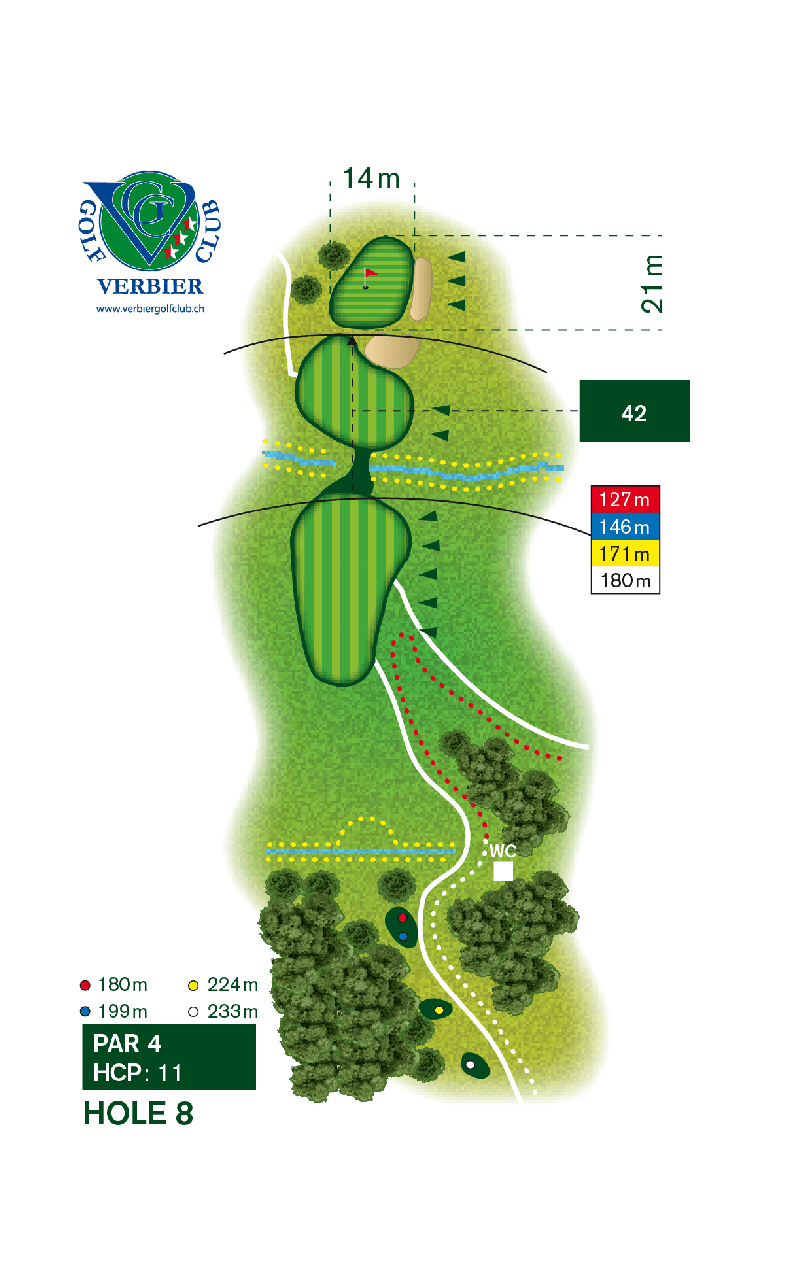 14 m
GOLF CLUB
VERBIER
www.verbiergolfclub.ch
21 m
42
127 m
146 m
171 m
180 m
WC
180 m 224 m
199 m 233 m
PAR 4
HCP: 11
HOLE 8